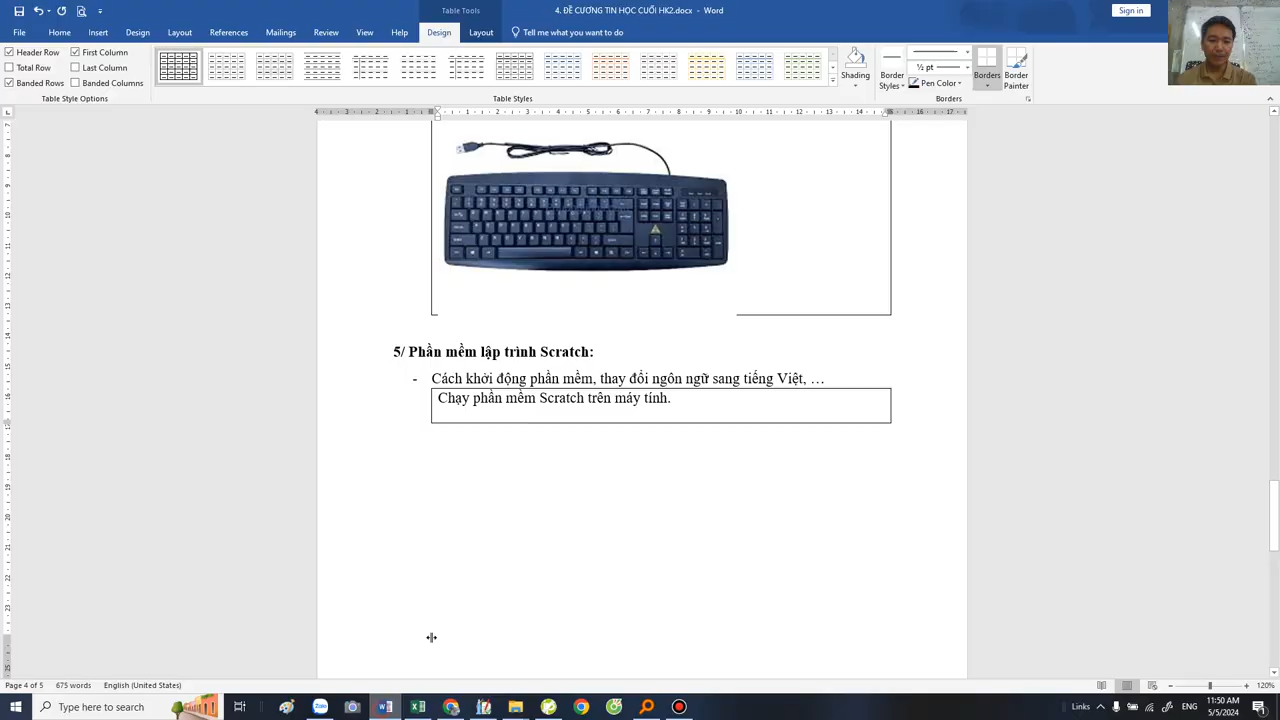 Table Tools
4. ĐỀ CƯƠNG TIN HỌC CUỐI HK2.docx - Word
Sign in
File Home Insert Design Layout References Mailings Review View Help Design Layout Tell me what you want to do
Header Row First Column
Total Row Last Column
Banded Rows Banded Columns
Shading
Border Styles
½ pt
Pen Color
Borders
Border Painter
Table Style Options
Table Styles
Borders
5/ Phần mềm lập trình Scratch:
- Cách khởi động phần mềm, thay đổi ngôn ngữ sang tiếng Việt, …
Chạy phần mềm Scratch trên máy tính.
Page 4 of 5 675 words English (United States)
120%
Type here to search
Zalo
Links
11:50 AM
5/5/2024